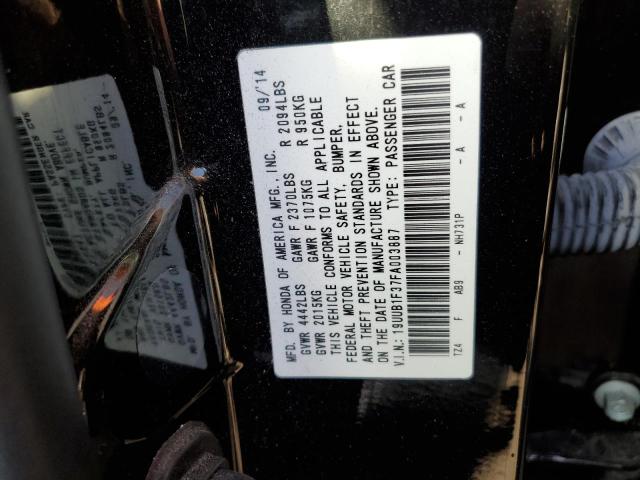 MFD. BY HONDA OF AMERICA MFG., INC. 09/'14
GVWR 4442LBS GAWR F 2370LBS R 2094LBS
GVWR 2015KG GAWR F 1075KG R 950KG
THIS VEHICLE CONFORMS TO ALL APPLICABLE
FEDERAL MOTOR VEHICLE SAFETY, BUMPER,
AND THEFT PREVENTION STANDARDS IN EFFECT
ON THE DATE OF MANUFACTURE SHOWN ABOVE.
V.I.N.: 19UUB1F37FA003887 TYPE: PASSENGER CAR
TZ4 F AB9 - NH731P - A - A